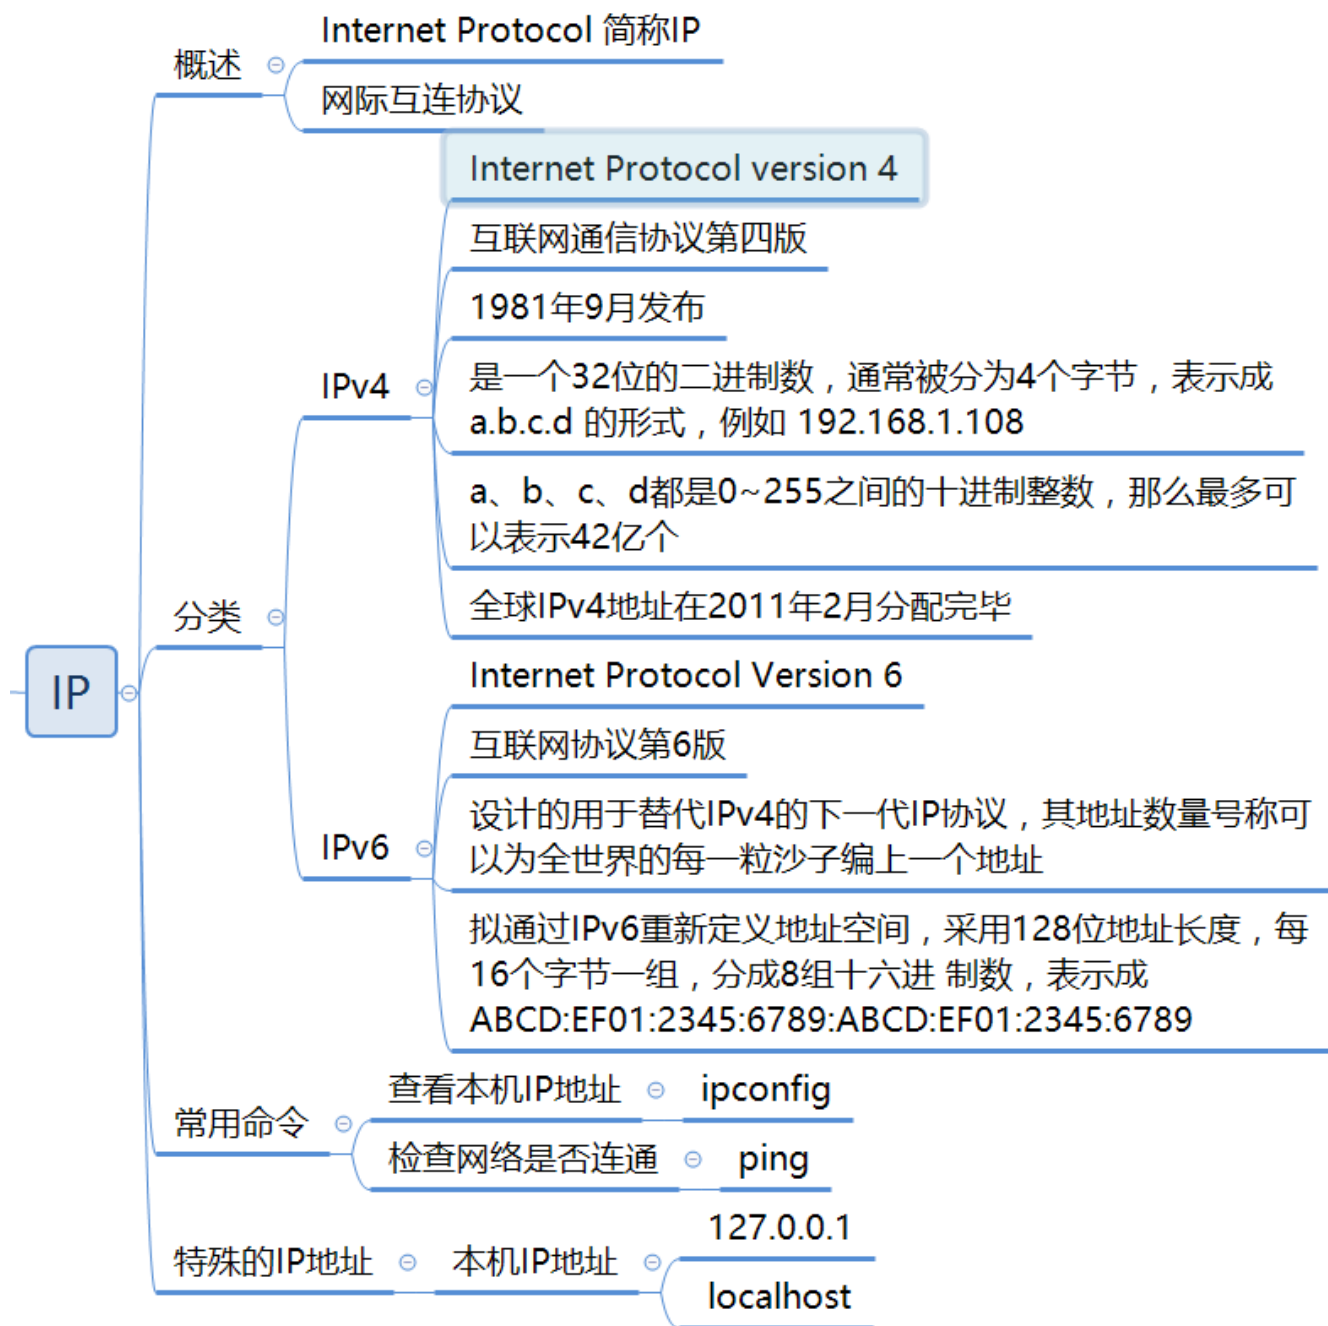 Internet Protocol 简称IP
概述
网际互连协议
Internet Protocol version 4
互联网通信协议第四版
1981年9月发布
IPv4
是一个32位的二进制数，通常被分为4个字节，表示成
a.b.c.d 的形式，例如 192.168.1.108
a、b、c、d都是0~255之间的十进制整数，那么最多可
以表示42亿个
全球IPv4地址在2011年2月分配完毕
分类
IP
Internet Protocol Version 6
互联网协议第6版
IPv6
设计的用于替代IPv4的下一代IP协议，其地址数量号称可
以为全世界的每一粒沙子编上一个地址
拟通过IPv6重新定义地址空间，采用128位地址长度，每
16个字节一组，分成8组十六进 制数，表示成
ABCD:EF01:2345:6789:ABCD:EF01:2345:6789
常用命令
查看本机IP地址
ipconfig
检查网络是否连通
ping
特殊的IP地址
本机IP地址
127.0.0.1
localhost